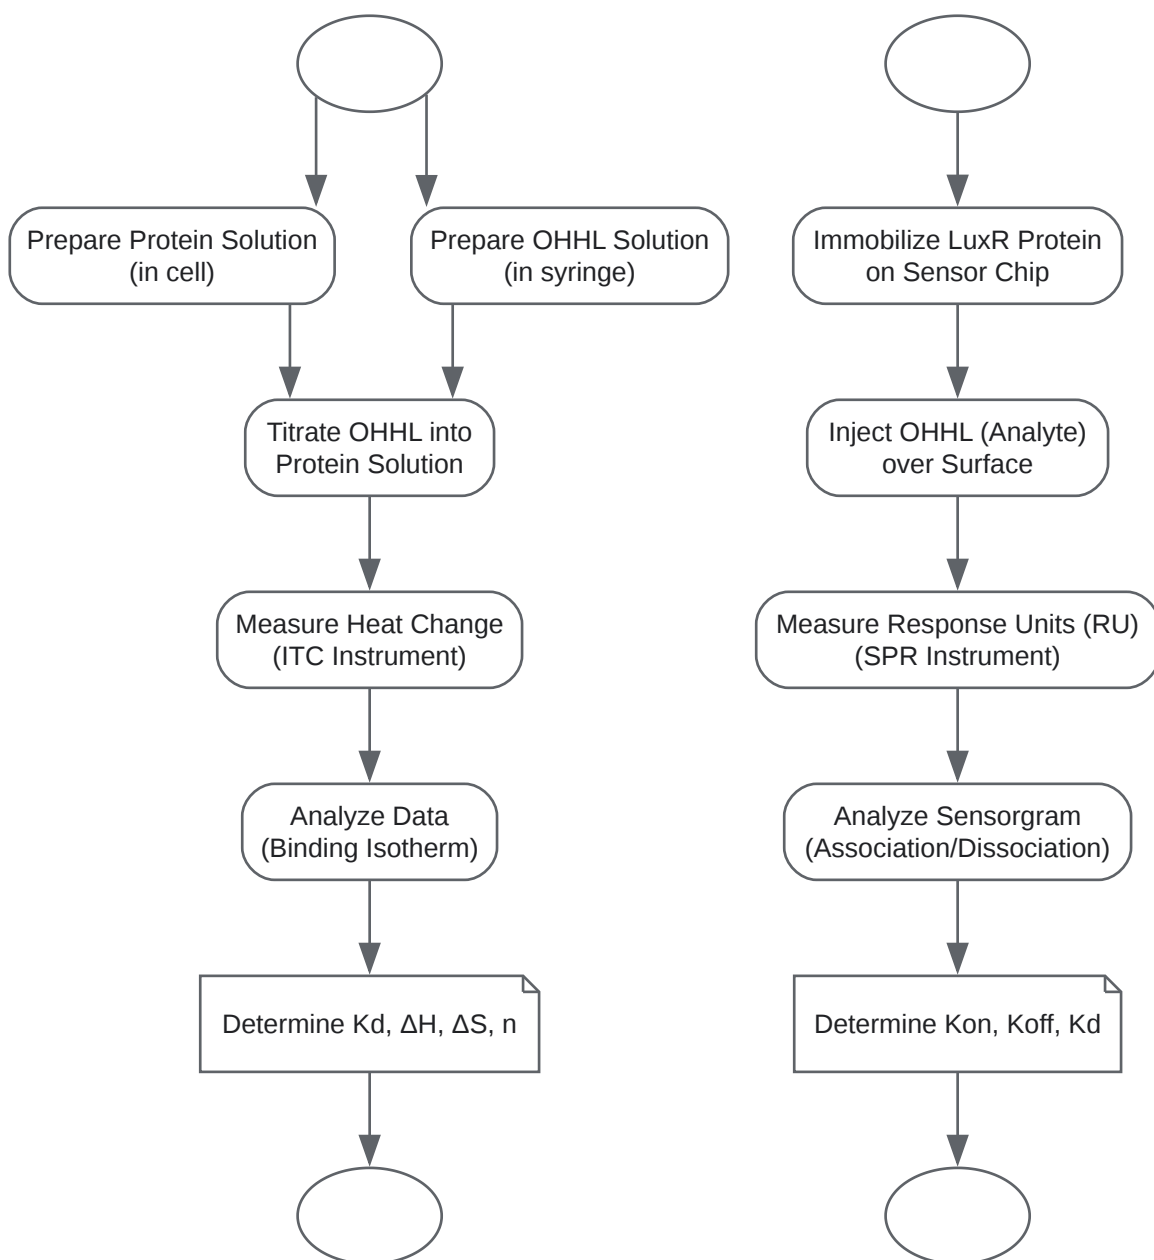 Prepare Protein Solution
(in cell)
Prepare OHHL Solution
(in syringe)
Titrate OHHL into
Protein Solution
Measure Heat Change
(ITC Instrument)
Analyze Data
(Binding Isotherm)
Determine Kd, ΔH, ΔS, n
Immobilize LuxR Protein
on Sensor Chip
Inject OHHL (Analyte)
over Surface
Measure Response Units (RU)
(SPR Instrument)
Analyze Sensorgram
(Association/Dissociation)
Determine Kon, Koff, Kd